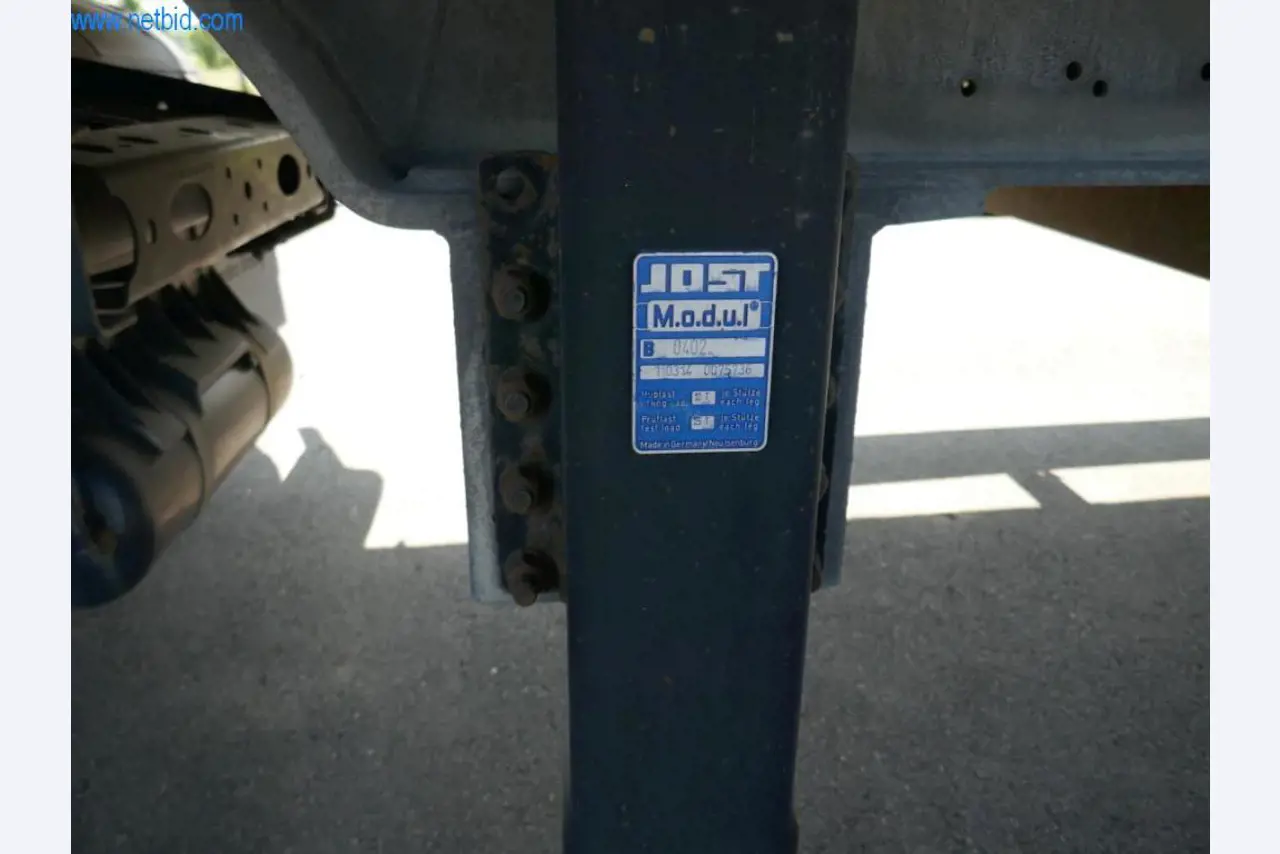 www.netbid.com
JOST
M.o.d.u.l®
B 0402
0075736
je Stütze
each leg
Prüflast je Stütze
test load each leg
Made in Germany/Neu Isenburg